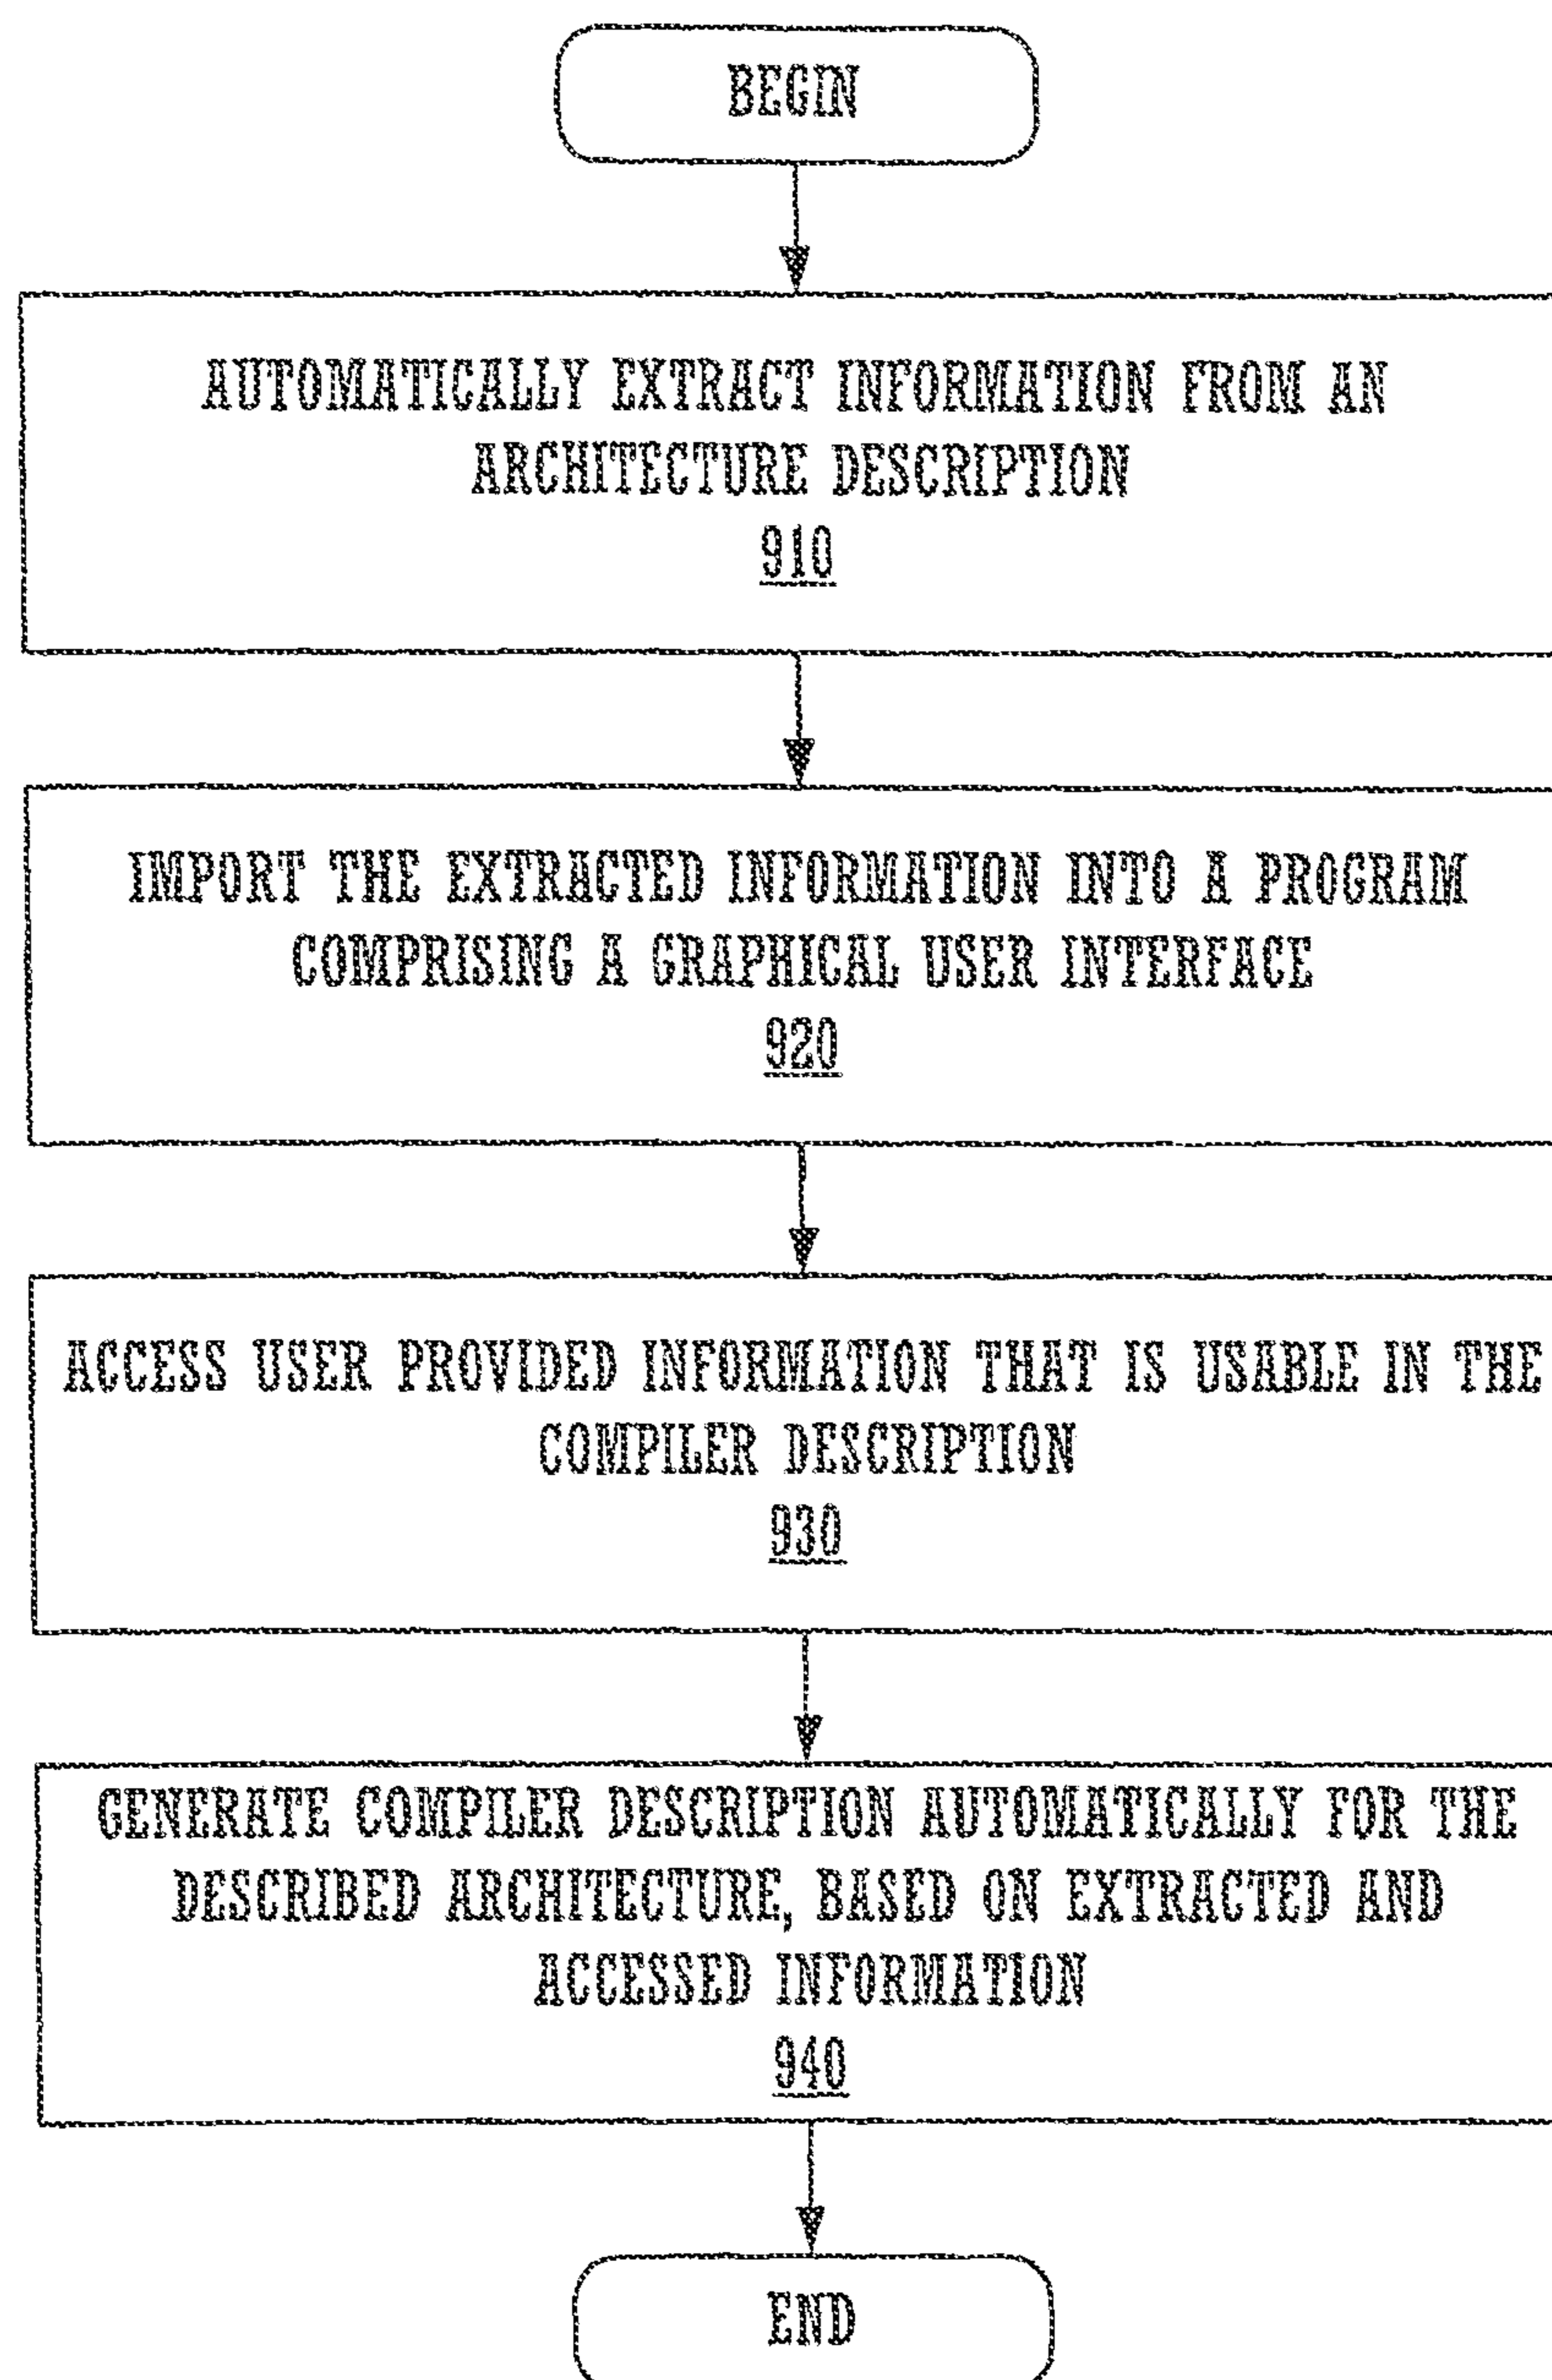 BEGIN
AUTOMATICALLY EXTRACT INFORMATION FROM AN
ARCHITECTURE DESCRIPTION
910
IMPORT THE EXTRACTED INFORMATION INTO A PROGRAM
COMPRISING A GRAPHICAL USER INTERFACE
920
ACCESS USER PROVIDED INFORMATION THAT IS USABLE IN THE
COMPILER DESCRIPTION
930
GENERATE COMPILER DESCRIPTION AUTOMATICALLY FOR THE
DESCRIBED ARCHITECTURE, BASED ON EXTRACTED AND
ACCESSED INFORMATION
940
END